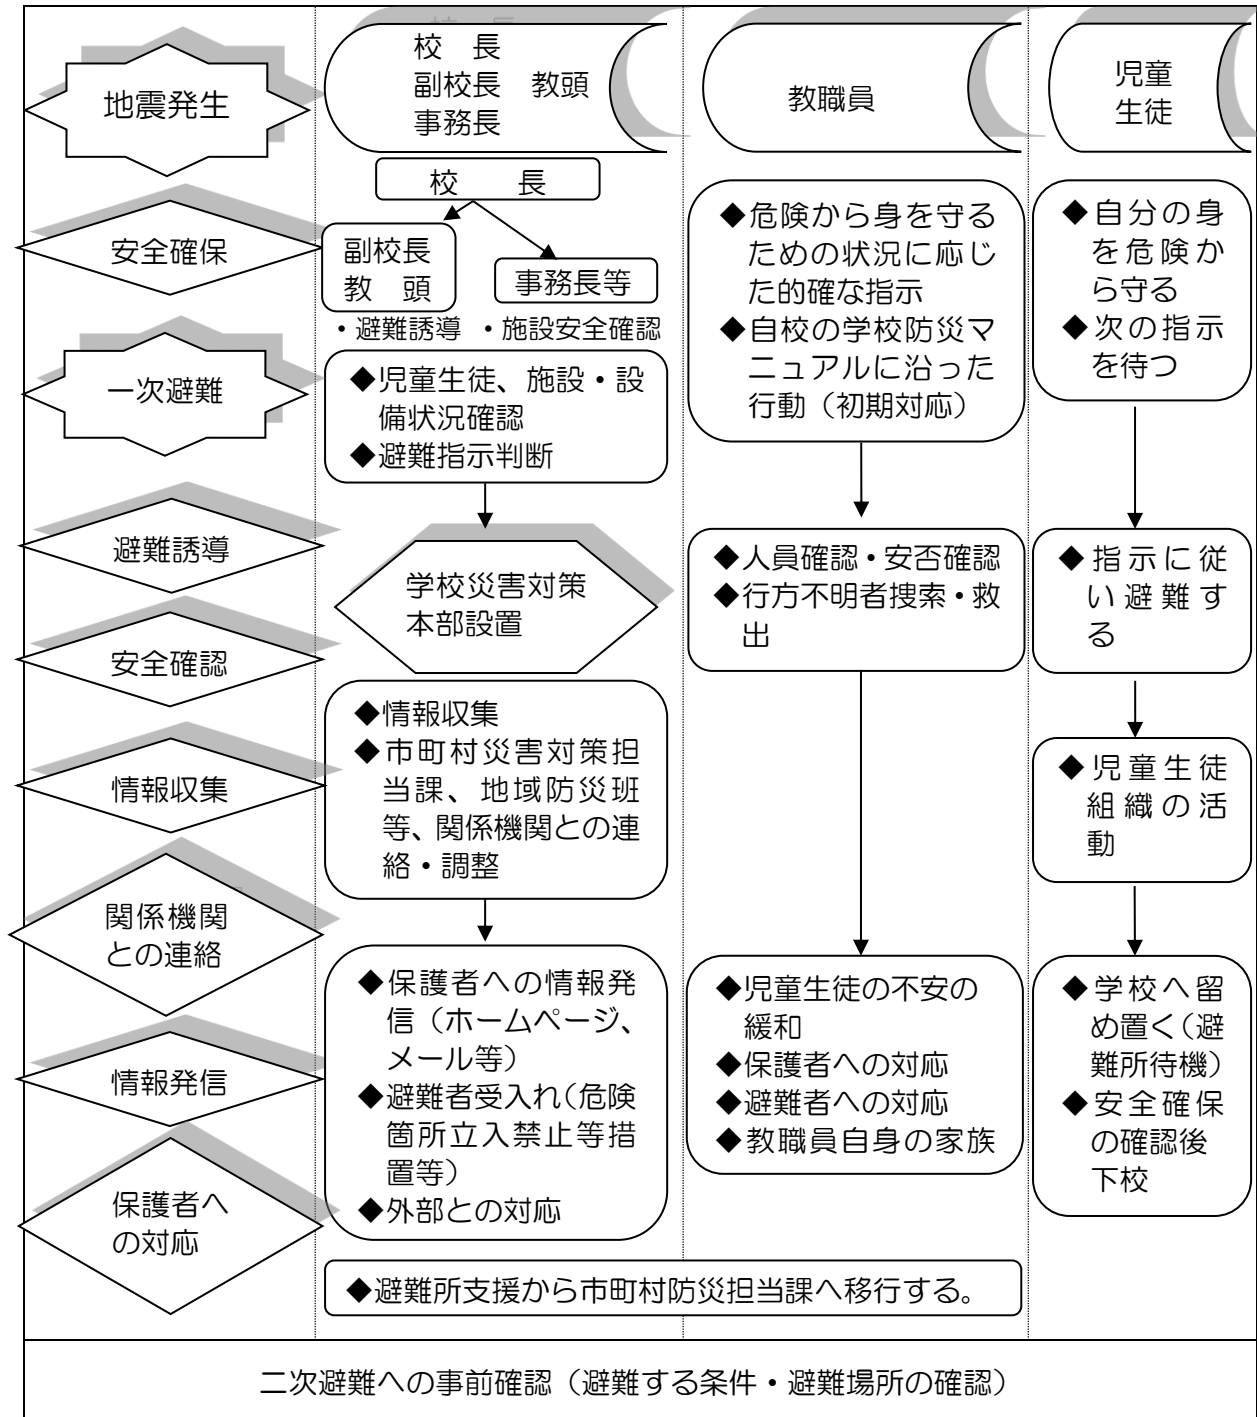 地震発生
安全確保
一次避難
避難誘導
安全確認
情報収集
関係機関
との連絡
情報発信
保護者へ
の対応
校　長
副校長　教頭
事務長
校　　長
副校長
教　頭
事務長等
・避難誘導
・施設安全確認
◆児童生徒、施設・設
備状況確認
◆避難指示判断
学校災害対策
本部設置
◆情報収集
◆市町村災害対策担
当課、地域防災班
等、関係機関との連
絡・調整
◆保護者への情報発
信（ホームページ、
メール等）
◆避難者受入れ（危険
箇所立入禁止等措
置等）
◆外部との対応
教職員
◆危険から身を守る
ための状況に応じ
た的確な指示
◆自校の学校防災マ
ニュアルに沿った
行動（初期対応）
◆人員確認・安否確認
◆行方不明者捜索・救
出
◆児童生徒の不安の
緩和
◆保護者への対応
◆避難者への対応
◆教職員自身の家族
児童
生徒
◆自分の身
を危険か
ら守る
◆次の指示
を待つ
◆指示に従
い避難す
る
◆児童生徒
組織の活
動
◆学校へ留
め置く（避
難所待機）
◆安全確保
の確認後
下校
◆避難所支援から市町村防災担当課へ移行する。
二次避難への事前確認（避難する条件・避難場所の確認）